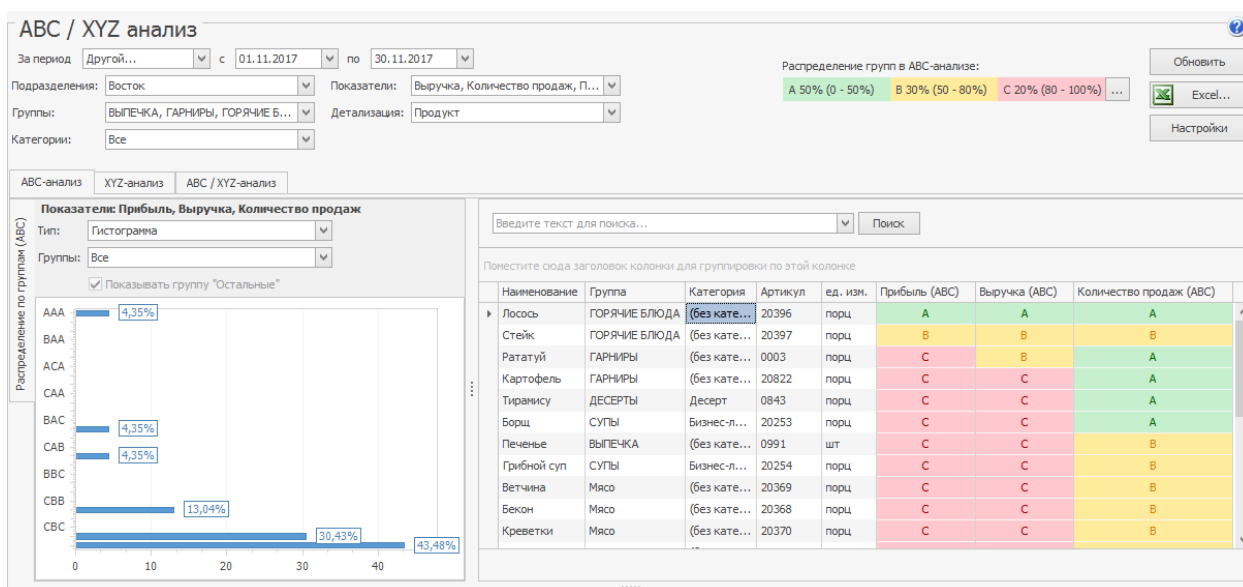 ABC / XYZ анализ
За период Другой... с 01.11.2017 по 30.11.2017
Подразделения: Восток Показатели: Выручка, Количество продаж, П...
Группы: ВЫПЕЧКА, ГАРНИРЫ, ГОРЯЧИЕ Б... Детализация: Продукт
Категории: Все
Распределение групп в ABC-анализе:
A 50% (0 - 50%) B 30% (50 - 80%) C 20% (80 - 100%) ...
Обновить
Excel...
Настройки
ABC-анализ XYZ-анализ ABC / XYZ-анализ
Распределение по группам (ABC)
Показатели: Прибыль, Выручка, Количество продаж
Тип: Гистограмма
Группы: Все
Показывать группу "Остальные"
AAA 4,35%
BAA
ACA
CAA
BAC 4,35%
CAB 4,35%
BBC
CBB 13,04%
CBC 30,43%
43,48%
0 10 20 30 40
Введите текст для поиска... Поиск
Поместите сюда заголовок колонки для группировки по этой колонке
Наименование Группа Категория Артикул ед. изм. Прибыль (ABC) Выручка (ABC) Количество продаж (ABC)
Лосось ГОРЯЧИЕ БЛЮДА (без кате... 20396 порц A A A
Стейк ГОРЯЧИЕ БЛЮДА (без кате... 20397 порц B B B
Рататуй ГАРНИРЫ (без кате... 0003 порц C B A
Картофель ГАРНИРЫ (без кате... 20822 порц C C A
Тирамису ДЕСЕРТЫ Десерт 0843 порц C C A
Борщ СУПЫ Бизнес-л... 20253 порц C C A
Печенье ВЫПЕЧКА (без кате... 0991 шт C C B
Грибной суп СУПЫ Бизнес-л... 20254 порц C C B
Ветчина Мясо (без кате... 20369 порц C C B
Бекон Мясо (без кате... 20368 порц C C B
Креветки Мясо (без кате... 20370 порц C C B